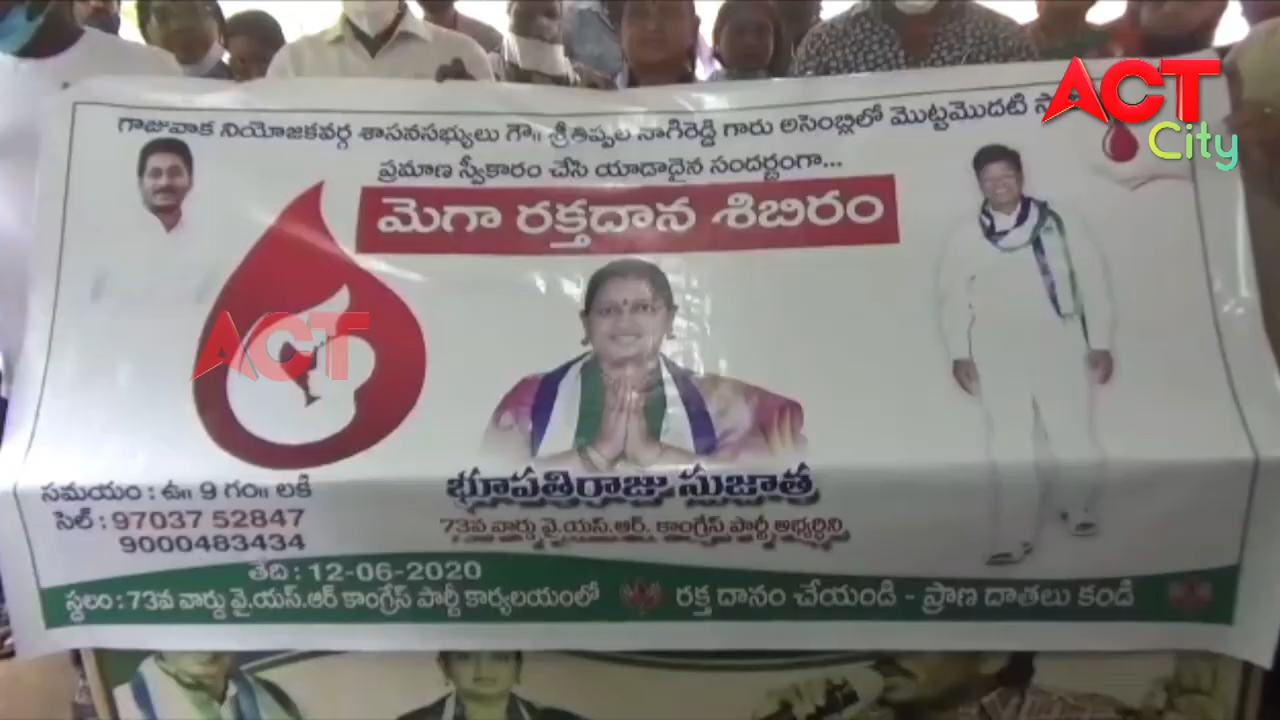 గాజువాక నియోజకవర్గ శాసనసభ్యులు గౌ॥ శ్రీ తిప్పల నాగిరెడ్డి గారు అసెంబ్లీలో మొట్టమొదటి
ప్రమాణ స్వీకారం చేసి యాడాదైన సందర్భంగా...
మెగా రక్తదాన శిబిరం
భూపతిరాజు సుజాత
73వ వార్డు వై.యస్.ఆర్. కాంగ్రేస్ పార్టీ అభ్యర్థిని
సమయం : ఉ॥ 9 గం॥ లకి
సెల్ : 97037 52847
9000483434
తేది : 12-06-2020
స్థలం : 73వ వార్డు వై.యస్.ఆర్ కాంగ్రేస్ పార్టీ కార్యలయంలో
రక్త దానం చేయండి - ప్రాణ దాతలు కండి
ACT
City
ACT